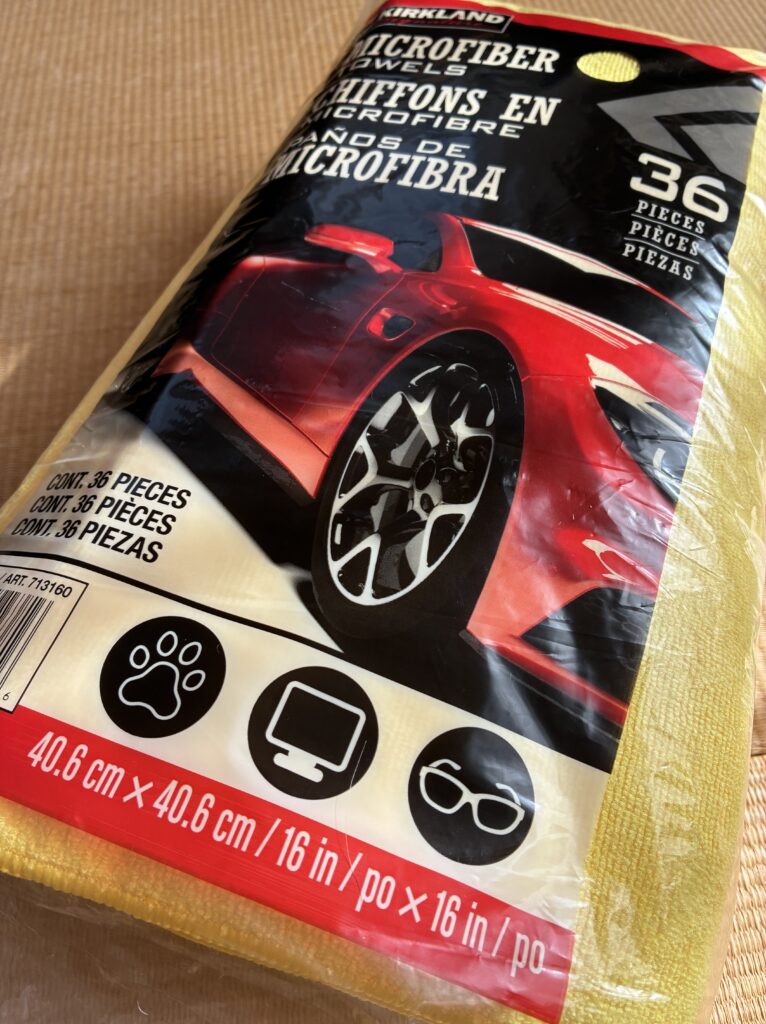 KIRKLAND
MICROFIBER
TOWELS
CHIFFONS EN
MICROFIBRE
PAÑOS DE
MICROFIBRA
36
PIECES
PIÈCES
PIEZAS
CONT. 36 PIECES
CONT. 36 PIÈCES
CONT. 36 PIEZAS
/ ART. 713160
6
40.6 cm × 40.6 cm / 16 in / po × 16 in / po